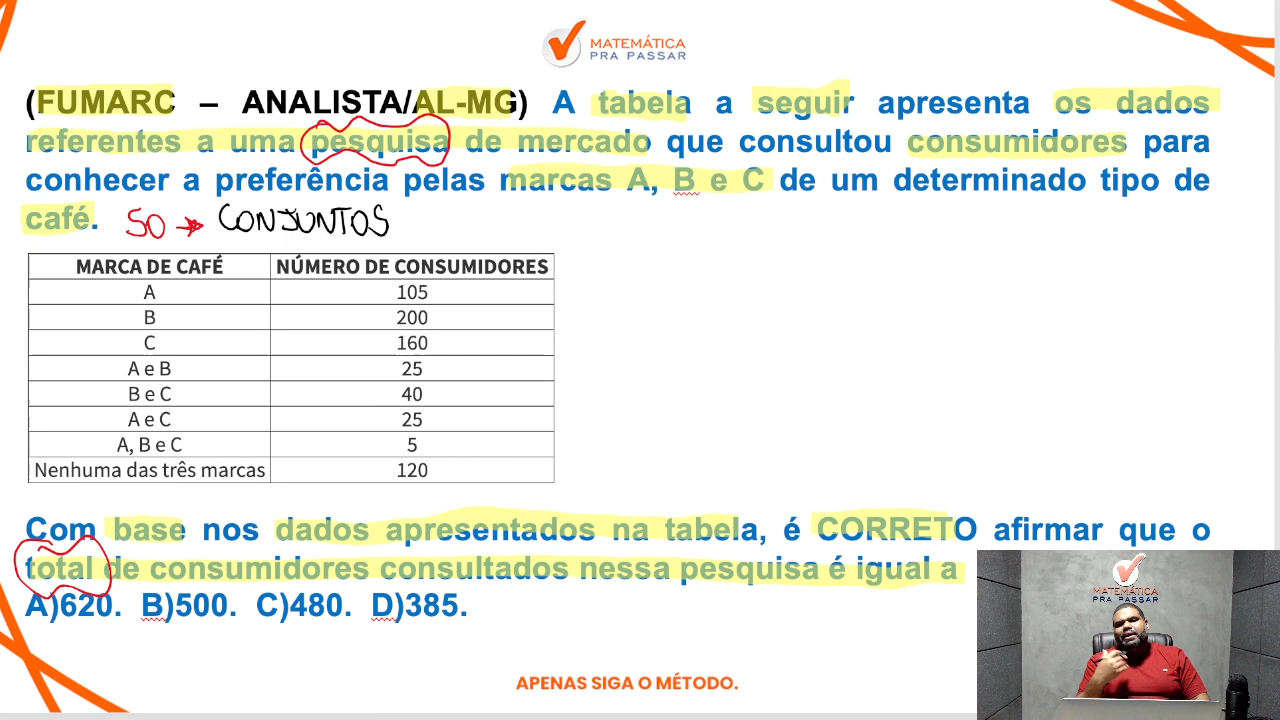 MATEMÁTICA
PRA PASSAR
(FUMARC – ANALISTA/AL-MG) A tabela a seguir apresenta os dados
referentes a uma pesquisa de mercado que consultou consumidores para
conhecer a preferência pelas marcas A, B e C de um determinado tipo de
café. SO → CONJUNTOS
MARCA DE CAFÉ NÚMERO DE CONSUMIDORES
A 105
B 200
C 160
A e B 25
B e C 40
A e C 25
A, B e C 5
Nenhuma das três marcas 120
Com base nos dados apresentados na tabela, é CORRETO afirmar que o
total de consumidores consultados nessa pesquisa é igual a
A)620. B)500. C)480. D)385.
MATEMÁTICA
PRA PASSAR
APENAS SIGA O MÉTODO.